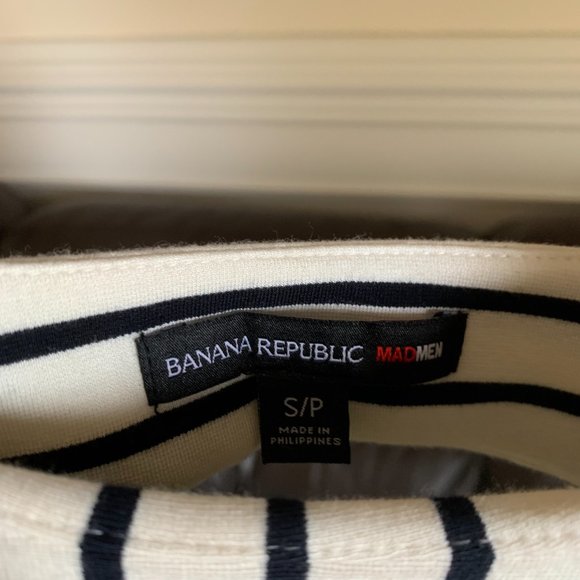 BANANA REPUBLIC MADMEN
S/P
MADE IN
PHILIPPINES